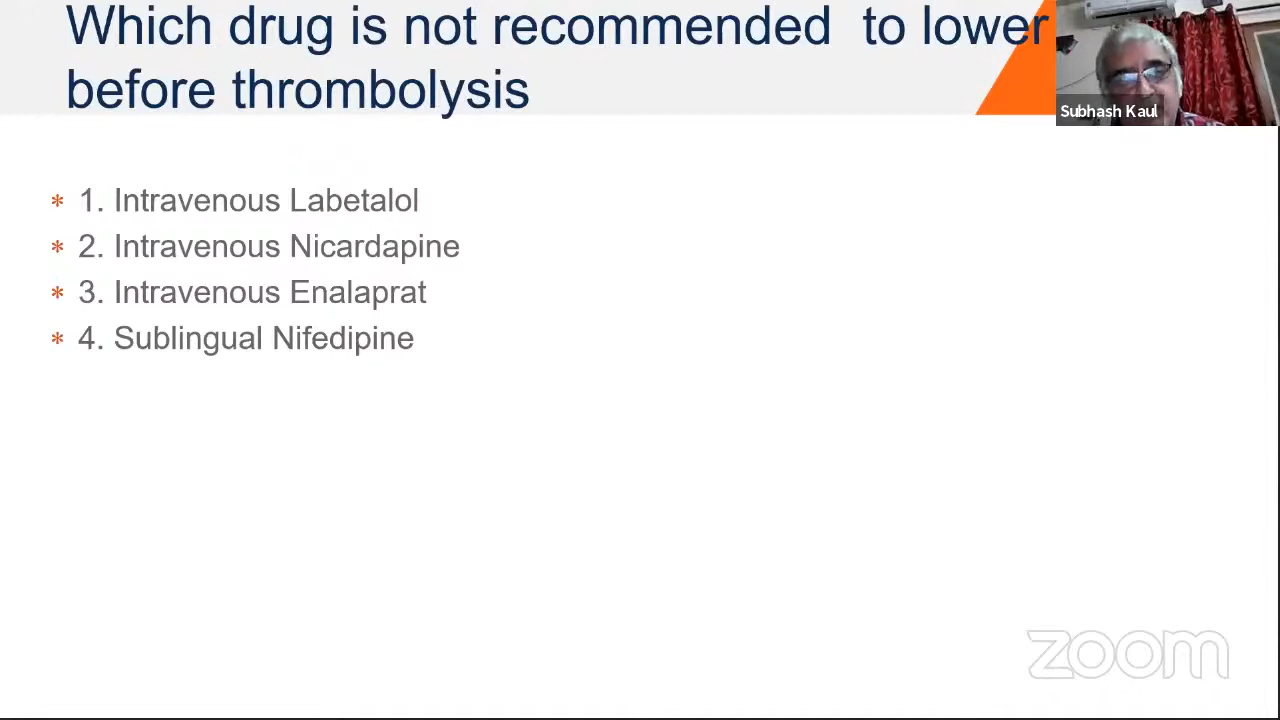 Which drug is not recommended to lower
before thrombolysis
Subhash Kaul
* 1. Intravenous Labetalol
* 2. Intravenous Nicardapine
* 3. Intravenous Enalaprat
* 4. Sublingual Nifedipine
zoom